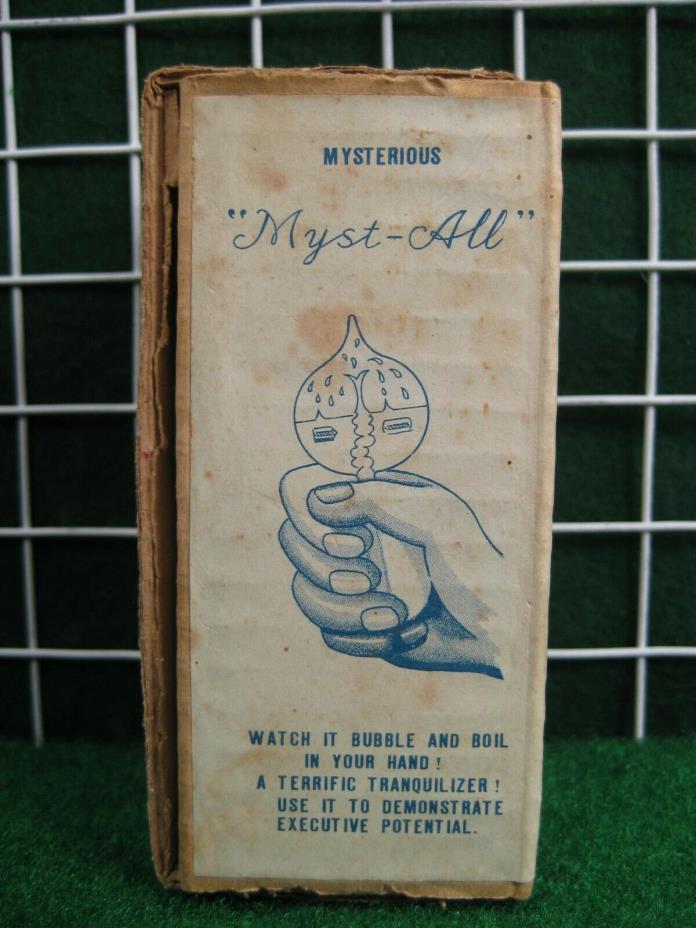 MYSTERIOUS
"Myst-All"
WATCH IT BUBBLE AND BOIL
IN YOUR HAND!
A TERRIFIC TRANQUILIZER!
USE IT TO DEMONSTRATE
EXECUTIVE POTENTIAL.